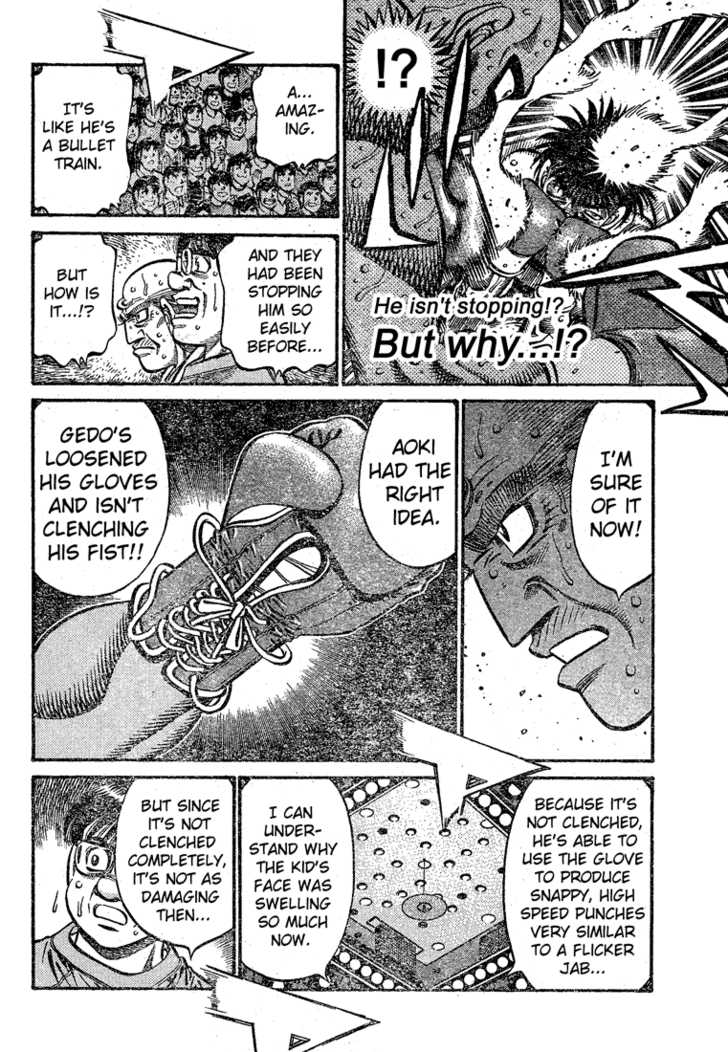 !?
He isn't stopping!?
But why...!?
A...
AMAZ-
ING.
IT'S
LIKE HE'S
A BULLET
TRAIN.
AND THEY
HAD BEEN
STOPPING
HIM SO
EASILY
BEFORE...
BUT
HOW IS
IT...!?
I'M
SURE
OF IT
NOW!
AOKI
HAD THE
RIGHT
IDEA.
GEDO'S
LOOSENED
HIS GLOVES
AND ISN'T
CLENCHING
HIS FIST!!
BECAUSE IT'S
NOT CLENCHED,
HE'S ABLE TO
USE THE GLOVE
TO PRODUCE
SNAPPY, HIGH
SPEED PUNCHES
VERY SIMILAR
TO A FLICKER
JAB...
I CAN
UNDER-
STAND WHY
THE KID'S
FACE WAS
SWELLING
SO MUCH
NOW.
BUT SINCE
IT'S NOT
CLENCHED
COMPLETELY,
IT'S NOT AS
DAMAGING
THEN...